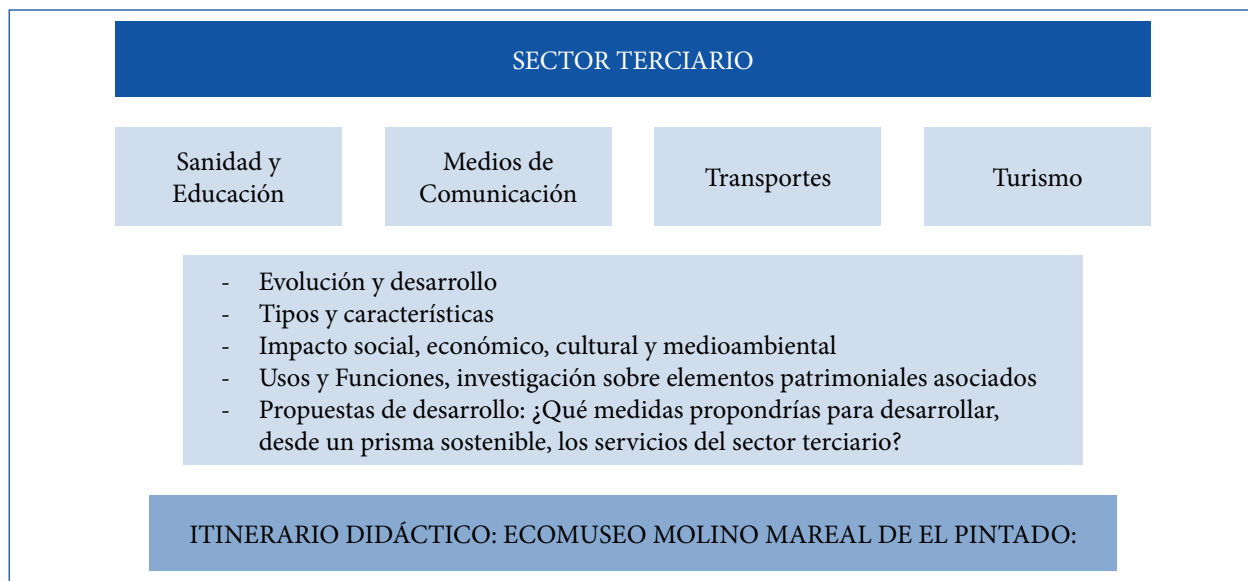 SECTOR TERCIARIO
Sanidad y
Educación
Medios de
Comunicación
Transportes
Turismo
- Evolución y desarrollo
- Tipos y características
- Impacto social, económico, cultural y medioambiental
- Usos y Funciones, investigación sobre elementos patrimoniales asociados
- Propuestas de desarrollo: ¿Qué medidas propondrías para desarrollar,
desde un prisma sostenible, los servicios del sector terciario?
ITINERARIO DIDÁCTICO: ECOMUSEO MOLINO MAREAL DE EL PINTADO: